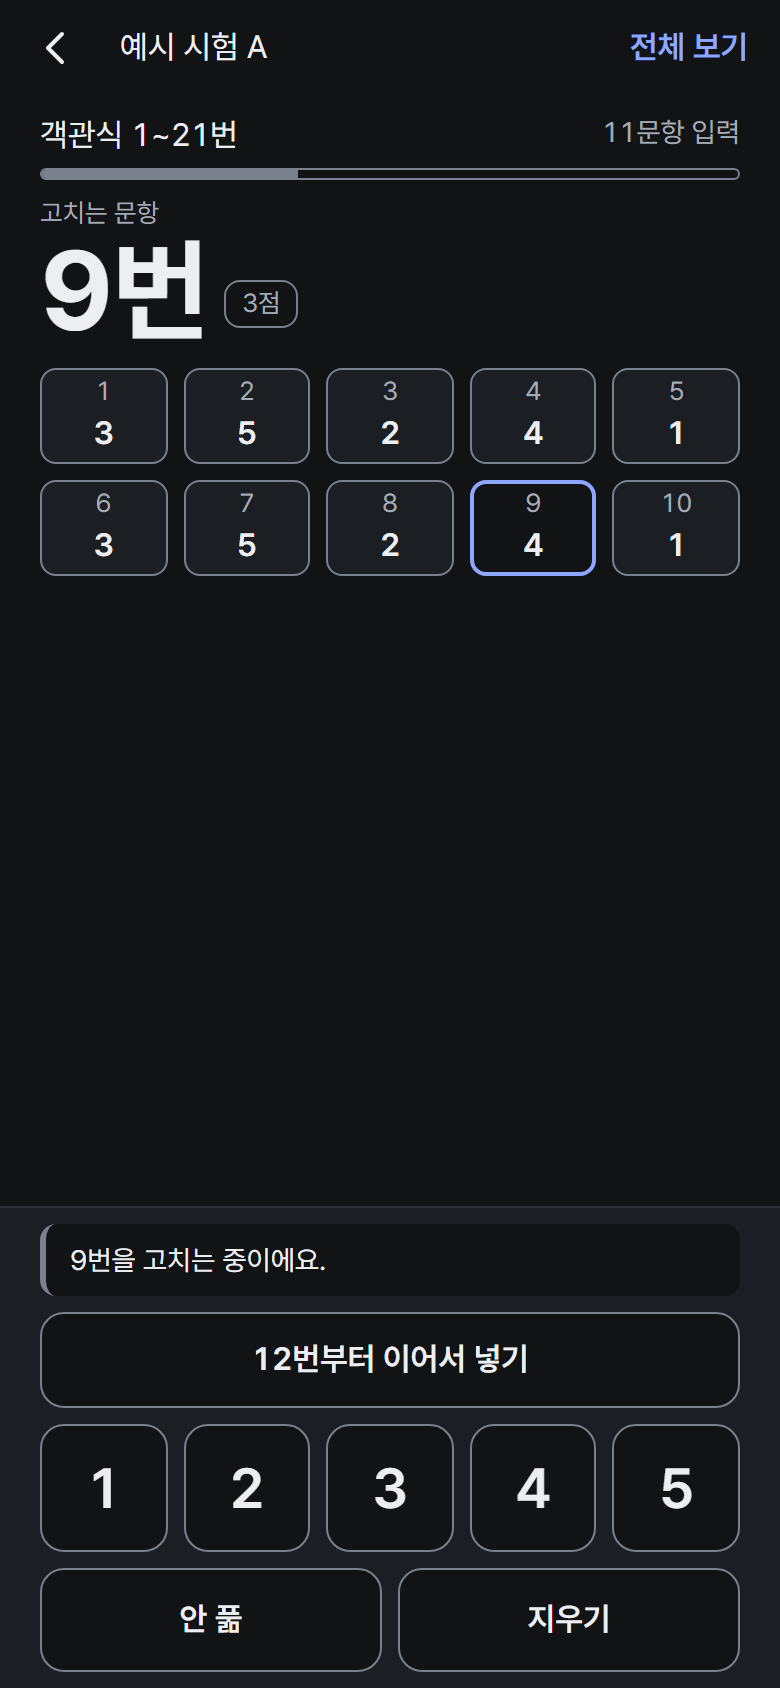 예시 시험 A 전체 보기
객관식 1~21번 11문항 입력
고치는 문항
9번 3점
1 2 3 4 5
3 5 2 4 1
6 7 8 9 10
3 5 2 4 1
9번을 고치는 중이에요.
12번부터 이어서 넣기
1 2 3 4 5
안 풂 지우기